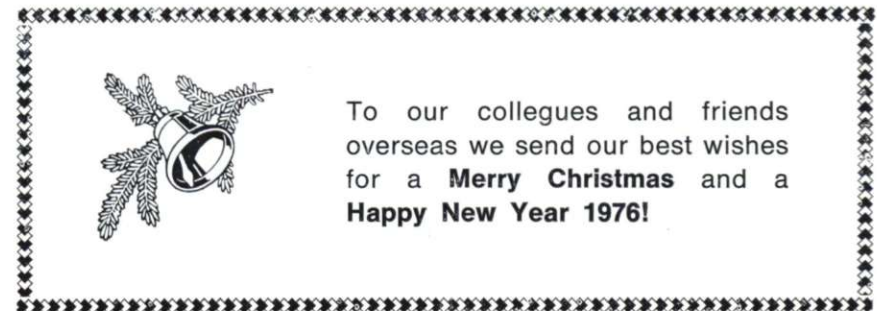 To our collegues and friends
overseas we send our best wishes
for a Merry Christmas and a
Happy New Year 1976!